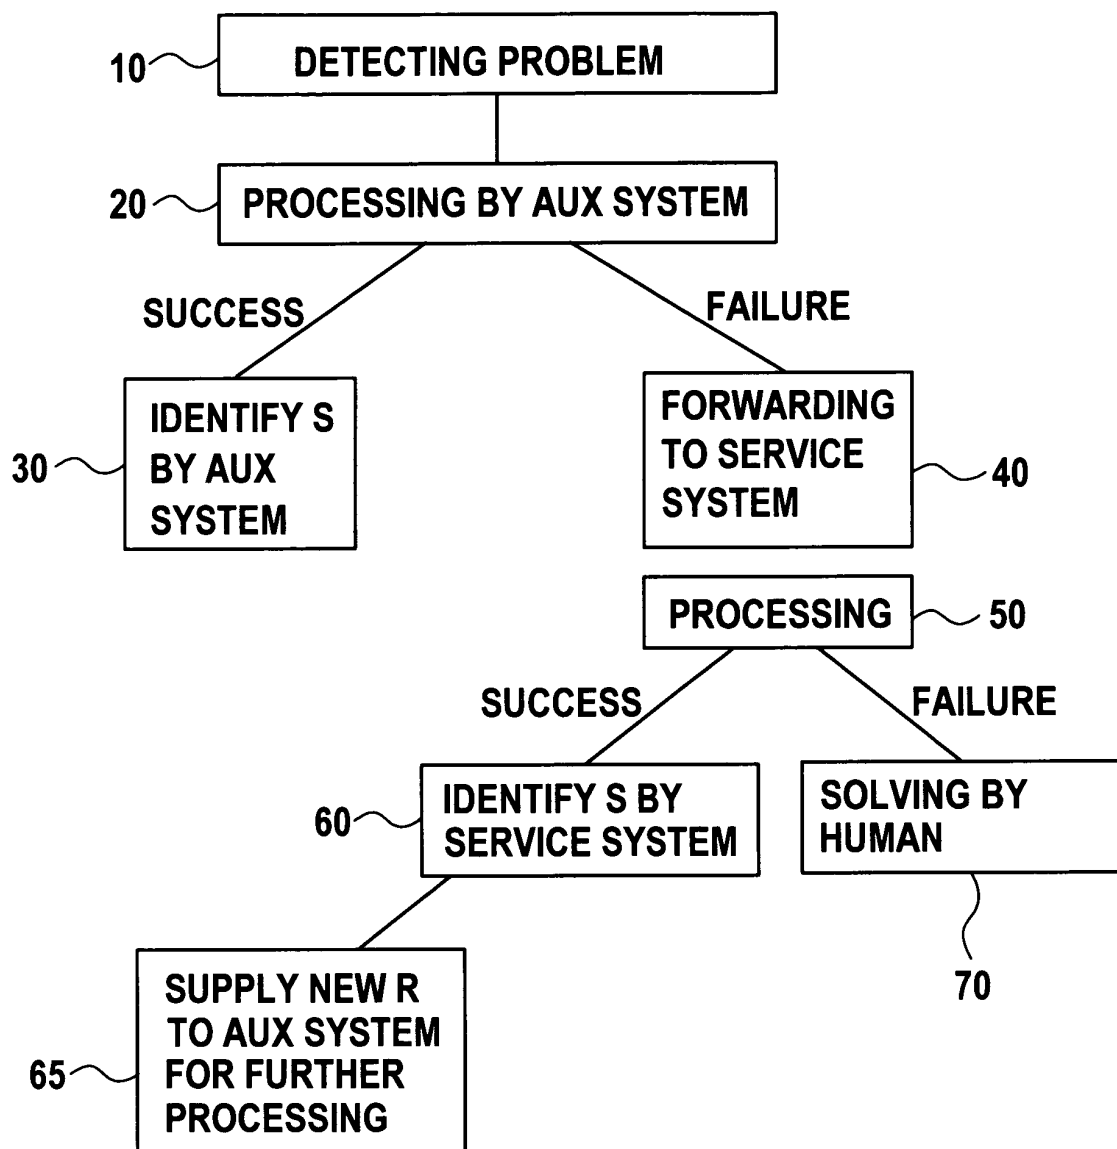 10
DETECTING PROBLEM
20
PROCESSING BY AUX SYSTEM
SUCCESS
FAILURE
30
IDENTIFY S
BY AUX
SYSTEM
FORWARDING
TO SERVICE
SYSTEM
40
PROCESSING
50
SUCCESS
FAILURE
60
IDENTIFY S BY
SERVICE SYSTEM
SOLVING BY
HUMAN
70
65
SUPPLY NEW R
TO AUX SYSTEM
FOR FURTHER
PROCESSING